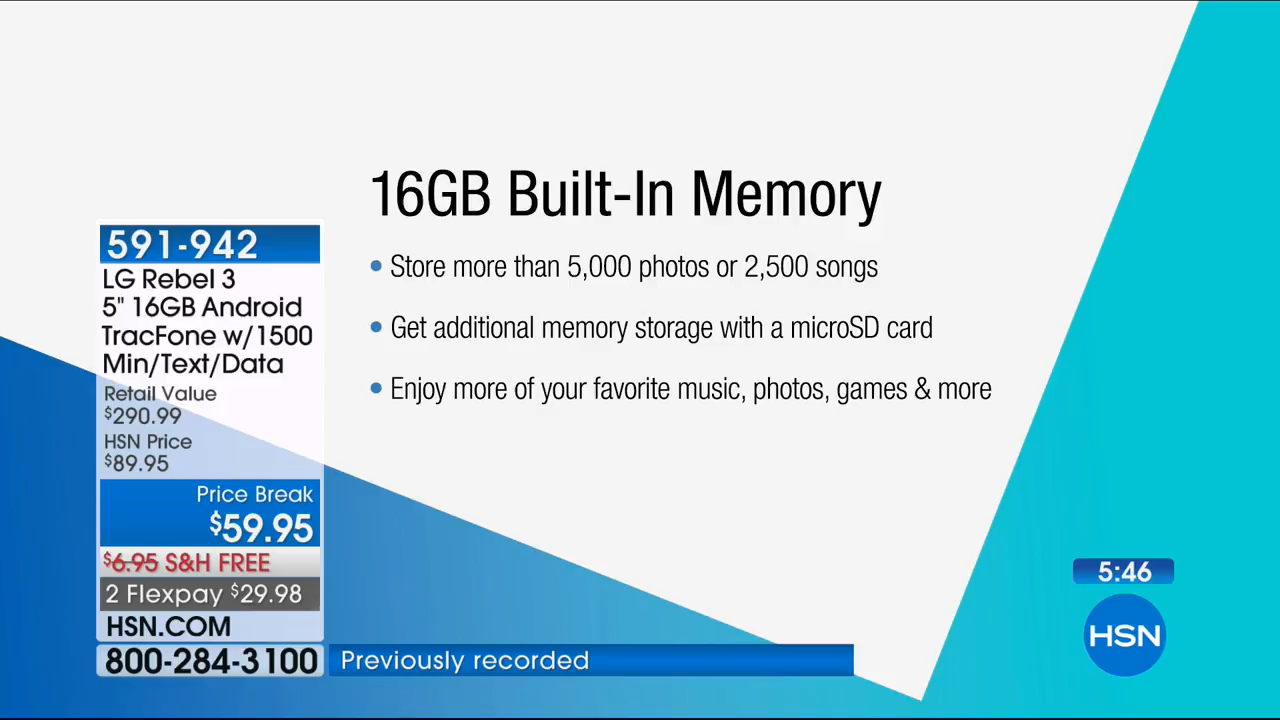 16GB Built-In Memory
• Store more than 5,000 photos or 2,500 songs
• Get additional memory storage with a microSD card
• Enjoy more of your favorite music, photos, games & more
591-942
LG Rebel 3
5" 16GB Android
TracFone w/1500
Min/Text/Data
Retail Value
$290.99
HSN Price
$89.95
Price Break
$59.95
$6.95 S&H FREE
2 Flexpay $29.98
HSN.COM
800-284-3100
Previously recorded
5:46
HSN